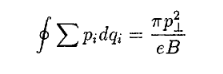 ∮ ∑ p_i dq_i = πp_⊥^2 / eB